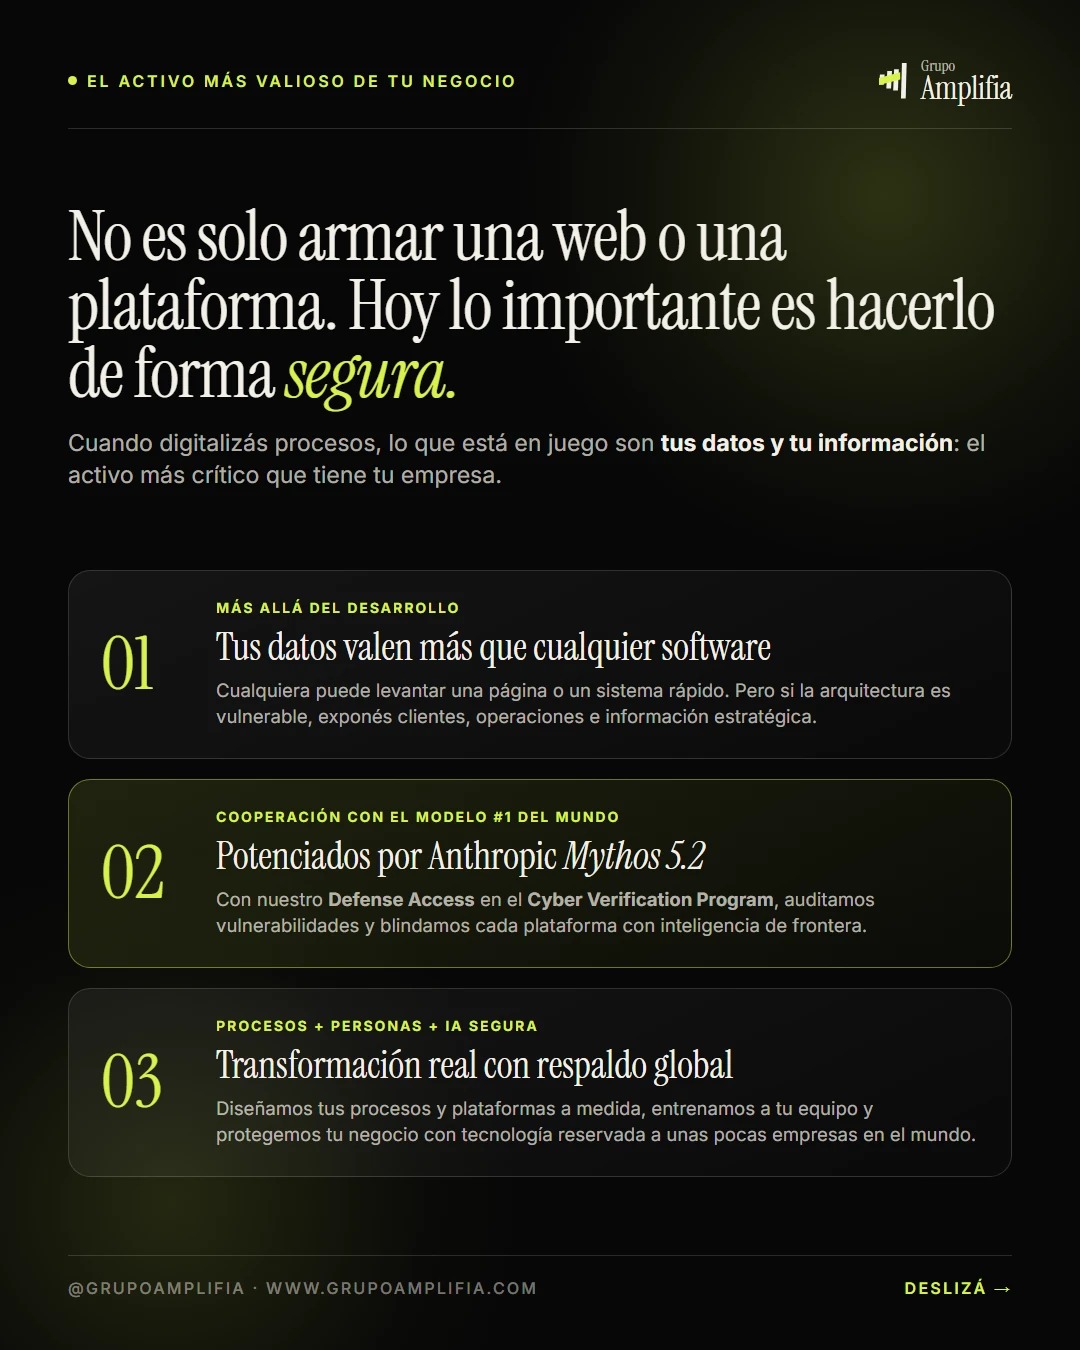 EL ACTIVO MÁS VALIOSO DE TU NEGOCIO
Grupo
Amplifia
No es solo armar una web o una
plataforma. Hoy lo importante es hacerlo
de forma segura.
Cuando digitalizás procesos, lo que está en juego son tus datos y tu información: el
activo más crítico que tiene tu empresa.
01
MÁS ALLÁ DEL DESARROLLO
Tus datos valen más que cualquier software
Cualquiera puede levantar una página o un sistema rápido. Pero si la arquitectura es
vulnerable, exponés clientes, operaciones e información estratégica.
02
COOPERACIÓN CON EL MODELO #1 DEL MUNDO
Potenciados por Anthropic Mythos 5.2
Con nuestro Defense Access en el Cyber Verification Program, auditamos
vulnerabilidades y blindamos cada plataforma con inteligencia de frontera.
03
PROCESOS + PERSONAS + IA SEGURA
Transformación real con respaldo global
Diseñamos tus procesos y plataformas a medida, entrenamos a tu equipo y
protegemos tu negocio con tecnología reservada a unas pocas empresas en el mundo.
@GRUPOAMPLIFIA · WWW.GRUPOAMPLIFIA.COM
DESLIZÁ →